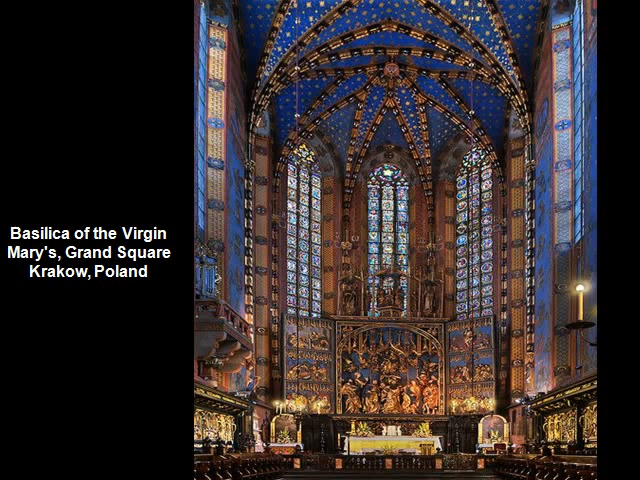 Basilica of the Virgin
Mary's, Grand Square
Krakow, Poland